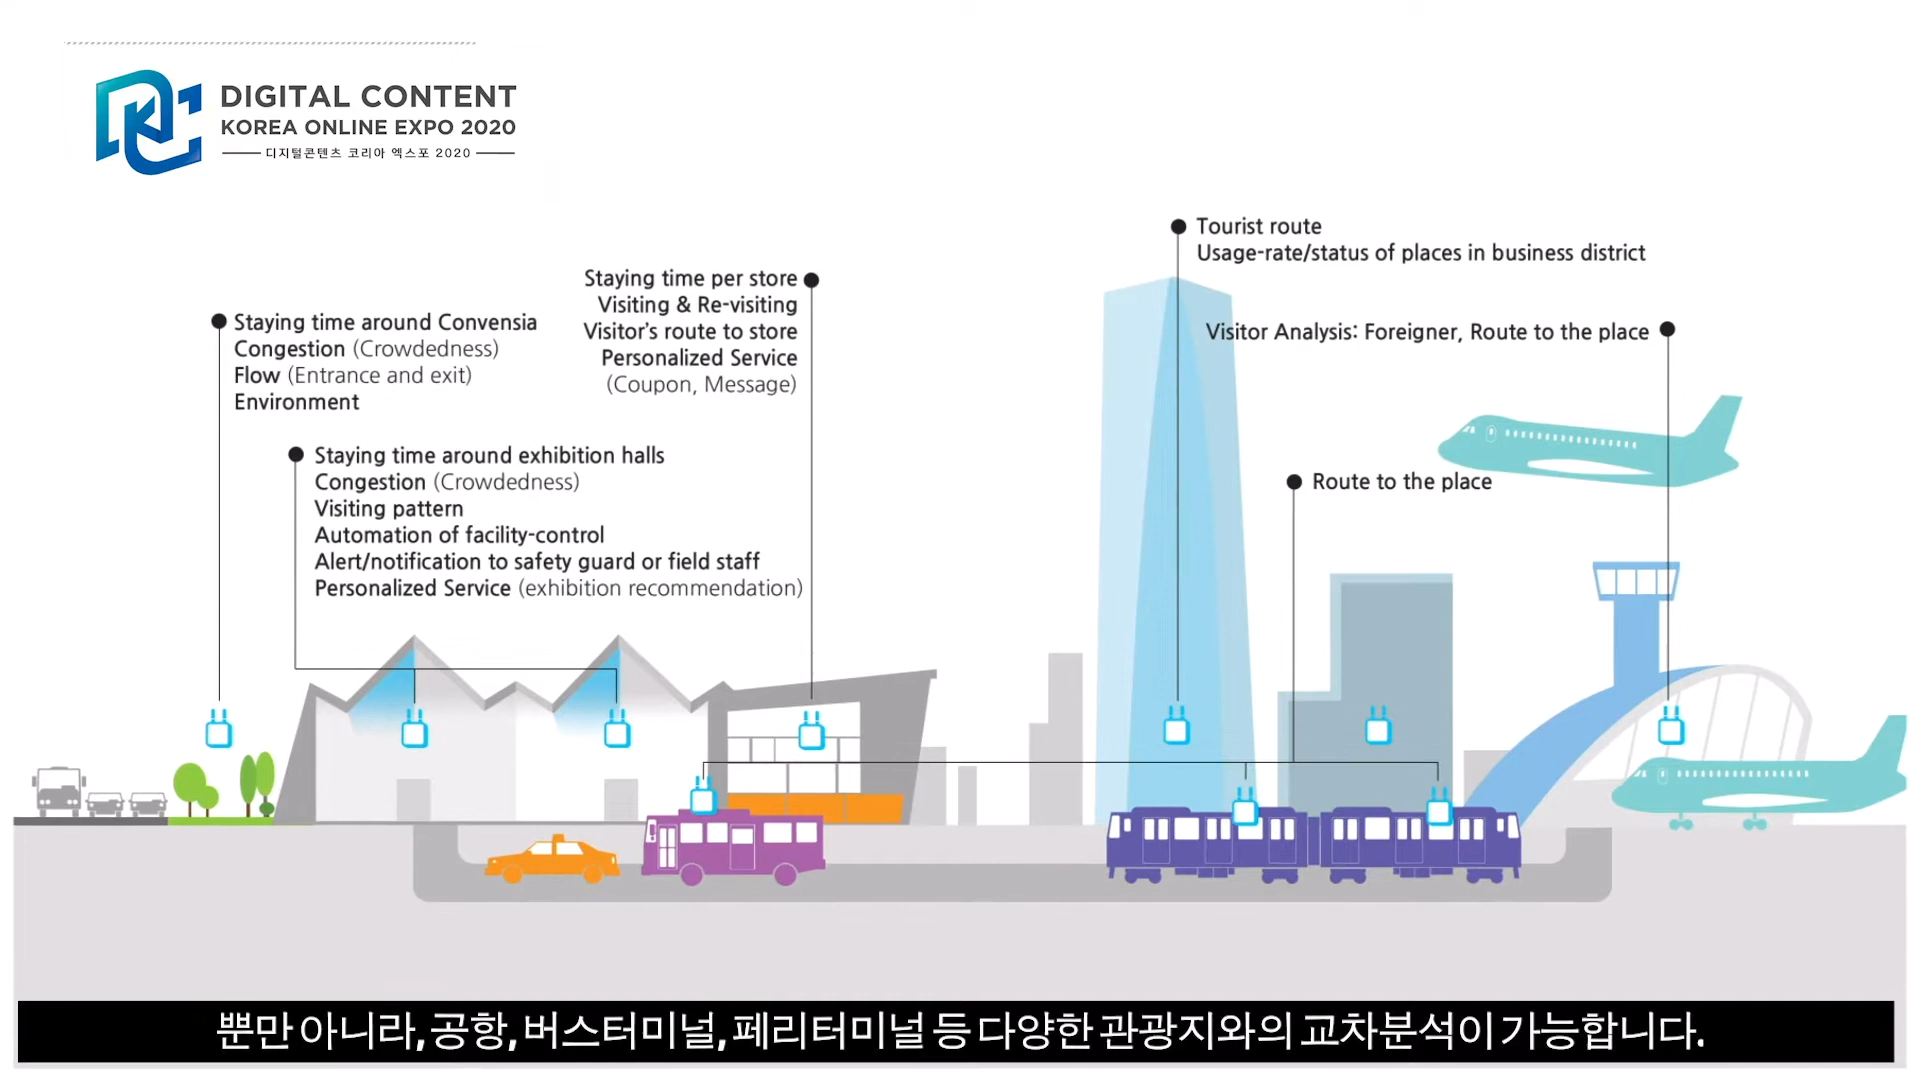 DIGITAL CONTENT
KOREA ONLINE EXPO 2020
디지털콘텐츠 코리아 엑스포 2020
Tourist route
Usage-rate/status of places in business district
Staying time per store
Visiting & Re-visiting
Visitor's route to store
Personalized Service
(Coupon, Message)
Staying time around Convensia
Congestion (Crowdedness)
Flow (Entrance and exit)
Environment
Visitor Analysis: Foreigner, Route to the place
Staying time around exhibition halls
Congestion (Crowdedness)
Visiting pattern
Automation of facility-control
Alert/notification to safety guard or field staff
Personalized Service (exhibition recommendation)
Route to the place
뿐만 아니라, 공항, 버스터미널, 페리터미널 등 다양한 관광지와의 교차분석이 가능합니다.